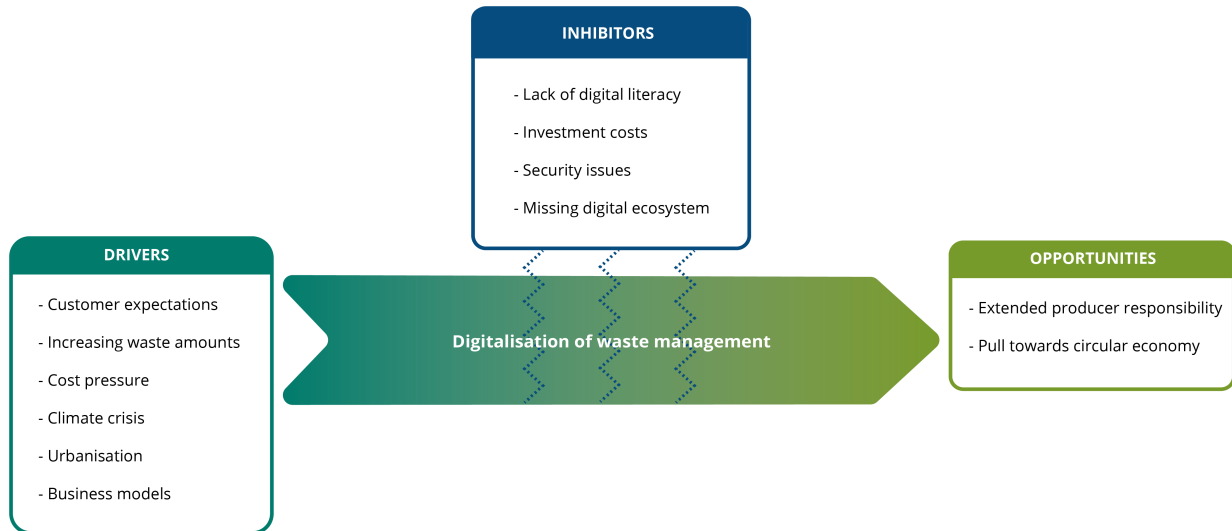 INHIBITORS
- Lack of digital literacy
- Investment costs
- Security issues
- Missing digital ecosystem
DRIVERS
- Customer expectations
- Increasing waste amounts
- Cost pressure
- Climate crisis
- Urbanisation
- Business models
Digitalisation of waste management
OPPORTUNITIES
- Extended producer responsibility
- Pull towards circular economy